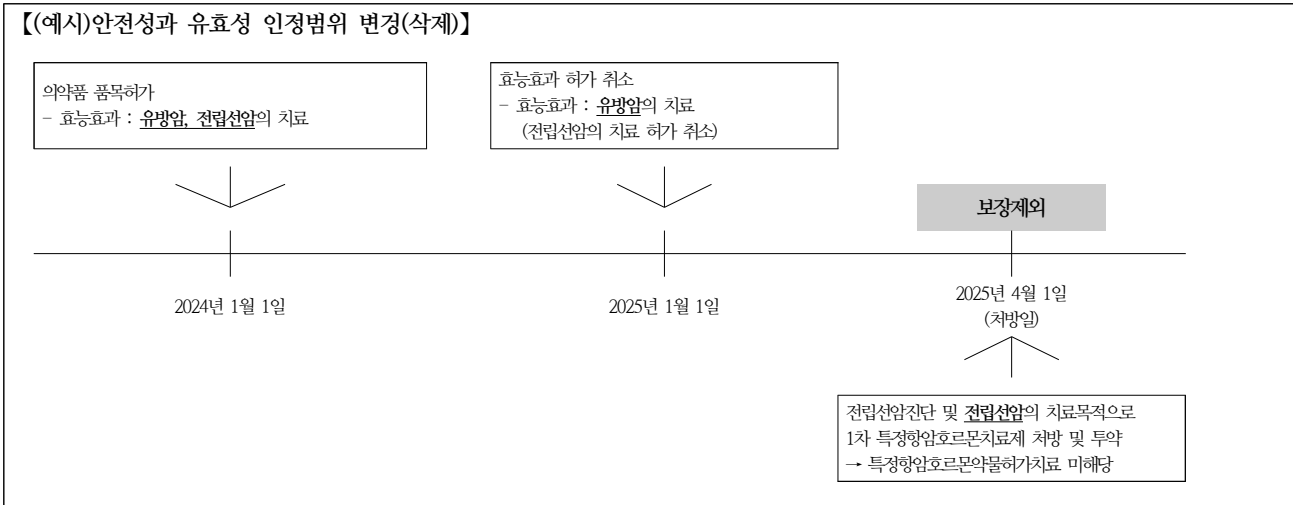 【(예시)안전성과 유효성 인정범위 변경(삭제)】
의약품 품목허가
- 효능효과 : 유방암, 전립선암의 치료
효능효과 허가 취소
- 효능효과 : 유방암의 치료
(전립선암의 치료 허가 취소)
보장제외
2024년 1월 1일
2025년 1월 1일
2025년 4월 1일
(처방일)
전립선암진단 및 전립선암의 치료목적으로
1차 특정항암호르몬치료제 처방 및 투약
→ 특정항암호르몬약물허가치료 미해당